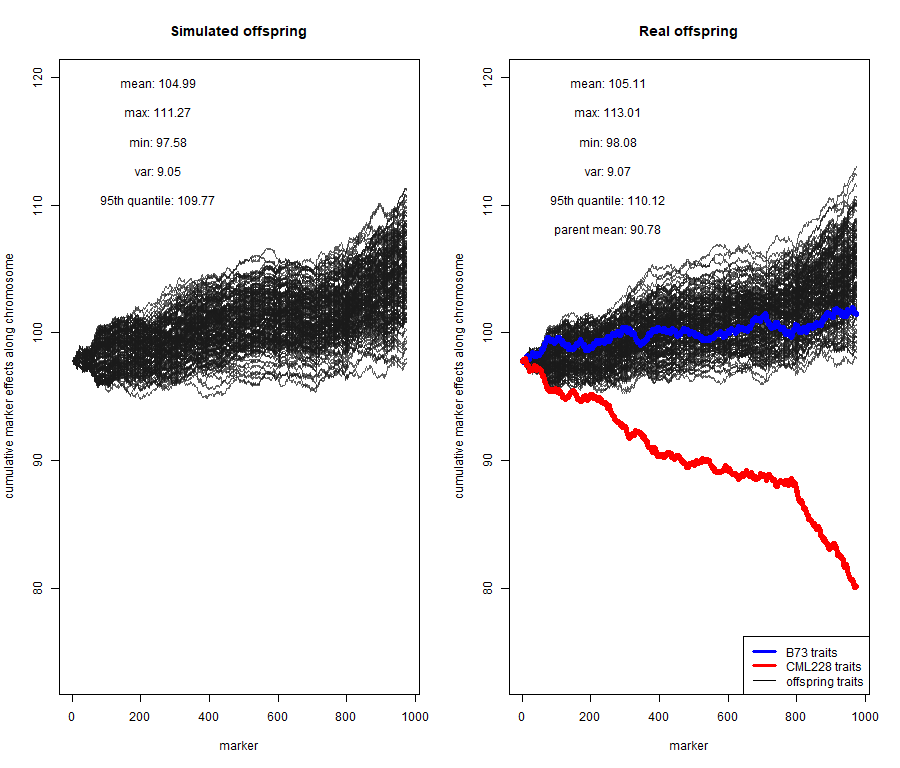 Simulated offspring
mean: 104.99
max: 111.27
min: 97.58
var: 9.05
95th quantile: 109.77
120
110
100
90
80
cumulative marker effects along chromosome
0
200
400
600
800
1000
marker
Real offspring
mean: 105.11
max: 113.01
min: 98.08
var: 9.07
95th quantile: 110.12
parent mean: 90.78
120
110
100
90
80
cumulative marker effects along chromosome
B73 traits
CML228 traits
offspring traits
0
200
400
600
800
1000
marker